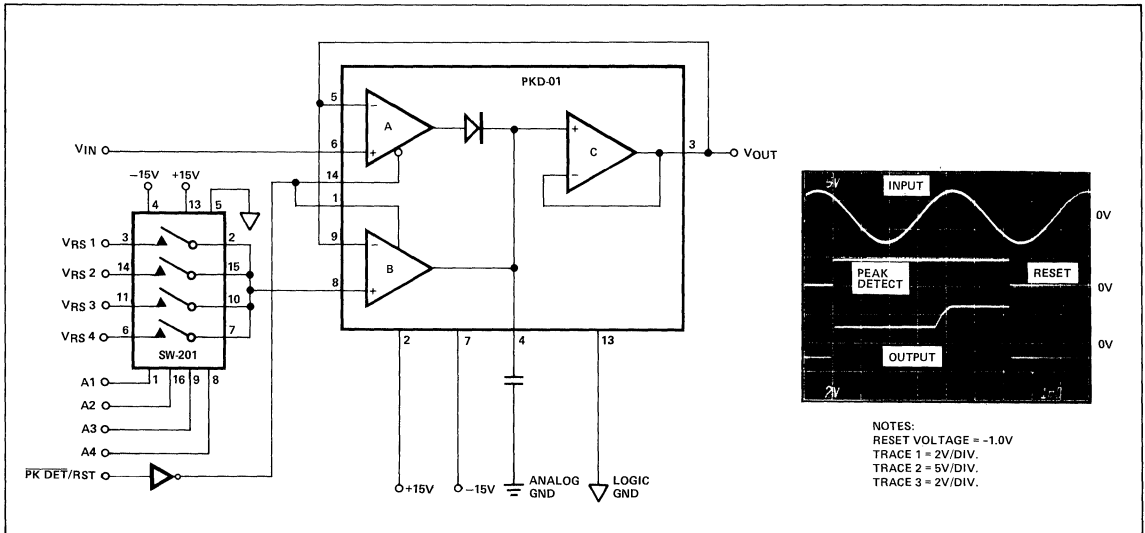 PKD-01
5
−
A
6
+
14
1
9
−
B
8
+
+
C
−
3
VOUT
2
7
4
13
VIN
−15V
+15V
4
13
5
VRS 1
3
2
VRS 2
14
15
VRS 3
11
10
VRS 4
6
7
SW-201
1
16
9
8
A1
A2
A3
A4
PK DET/RST
+15V
−15V
ANALOG
GND
LOGIC
GND
INPUT
0V
PEAK
DETECT
RESET
0V
OUTPUT
0V
2V
NOTES:
RESET VOLTAGE = −1.0V
TRACE 1 = 2V/DIV.
TRACE 2 = 5V/DIV.
TRACE 3 = 2V/DIV.